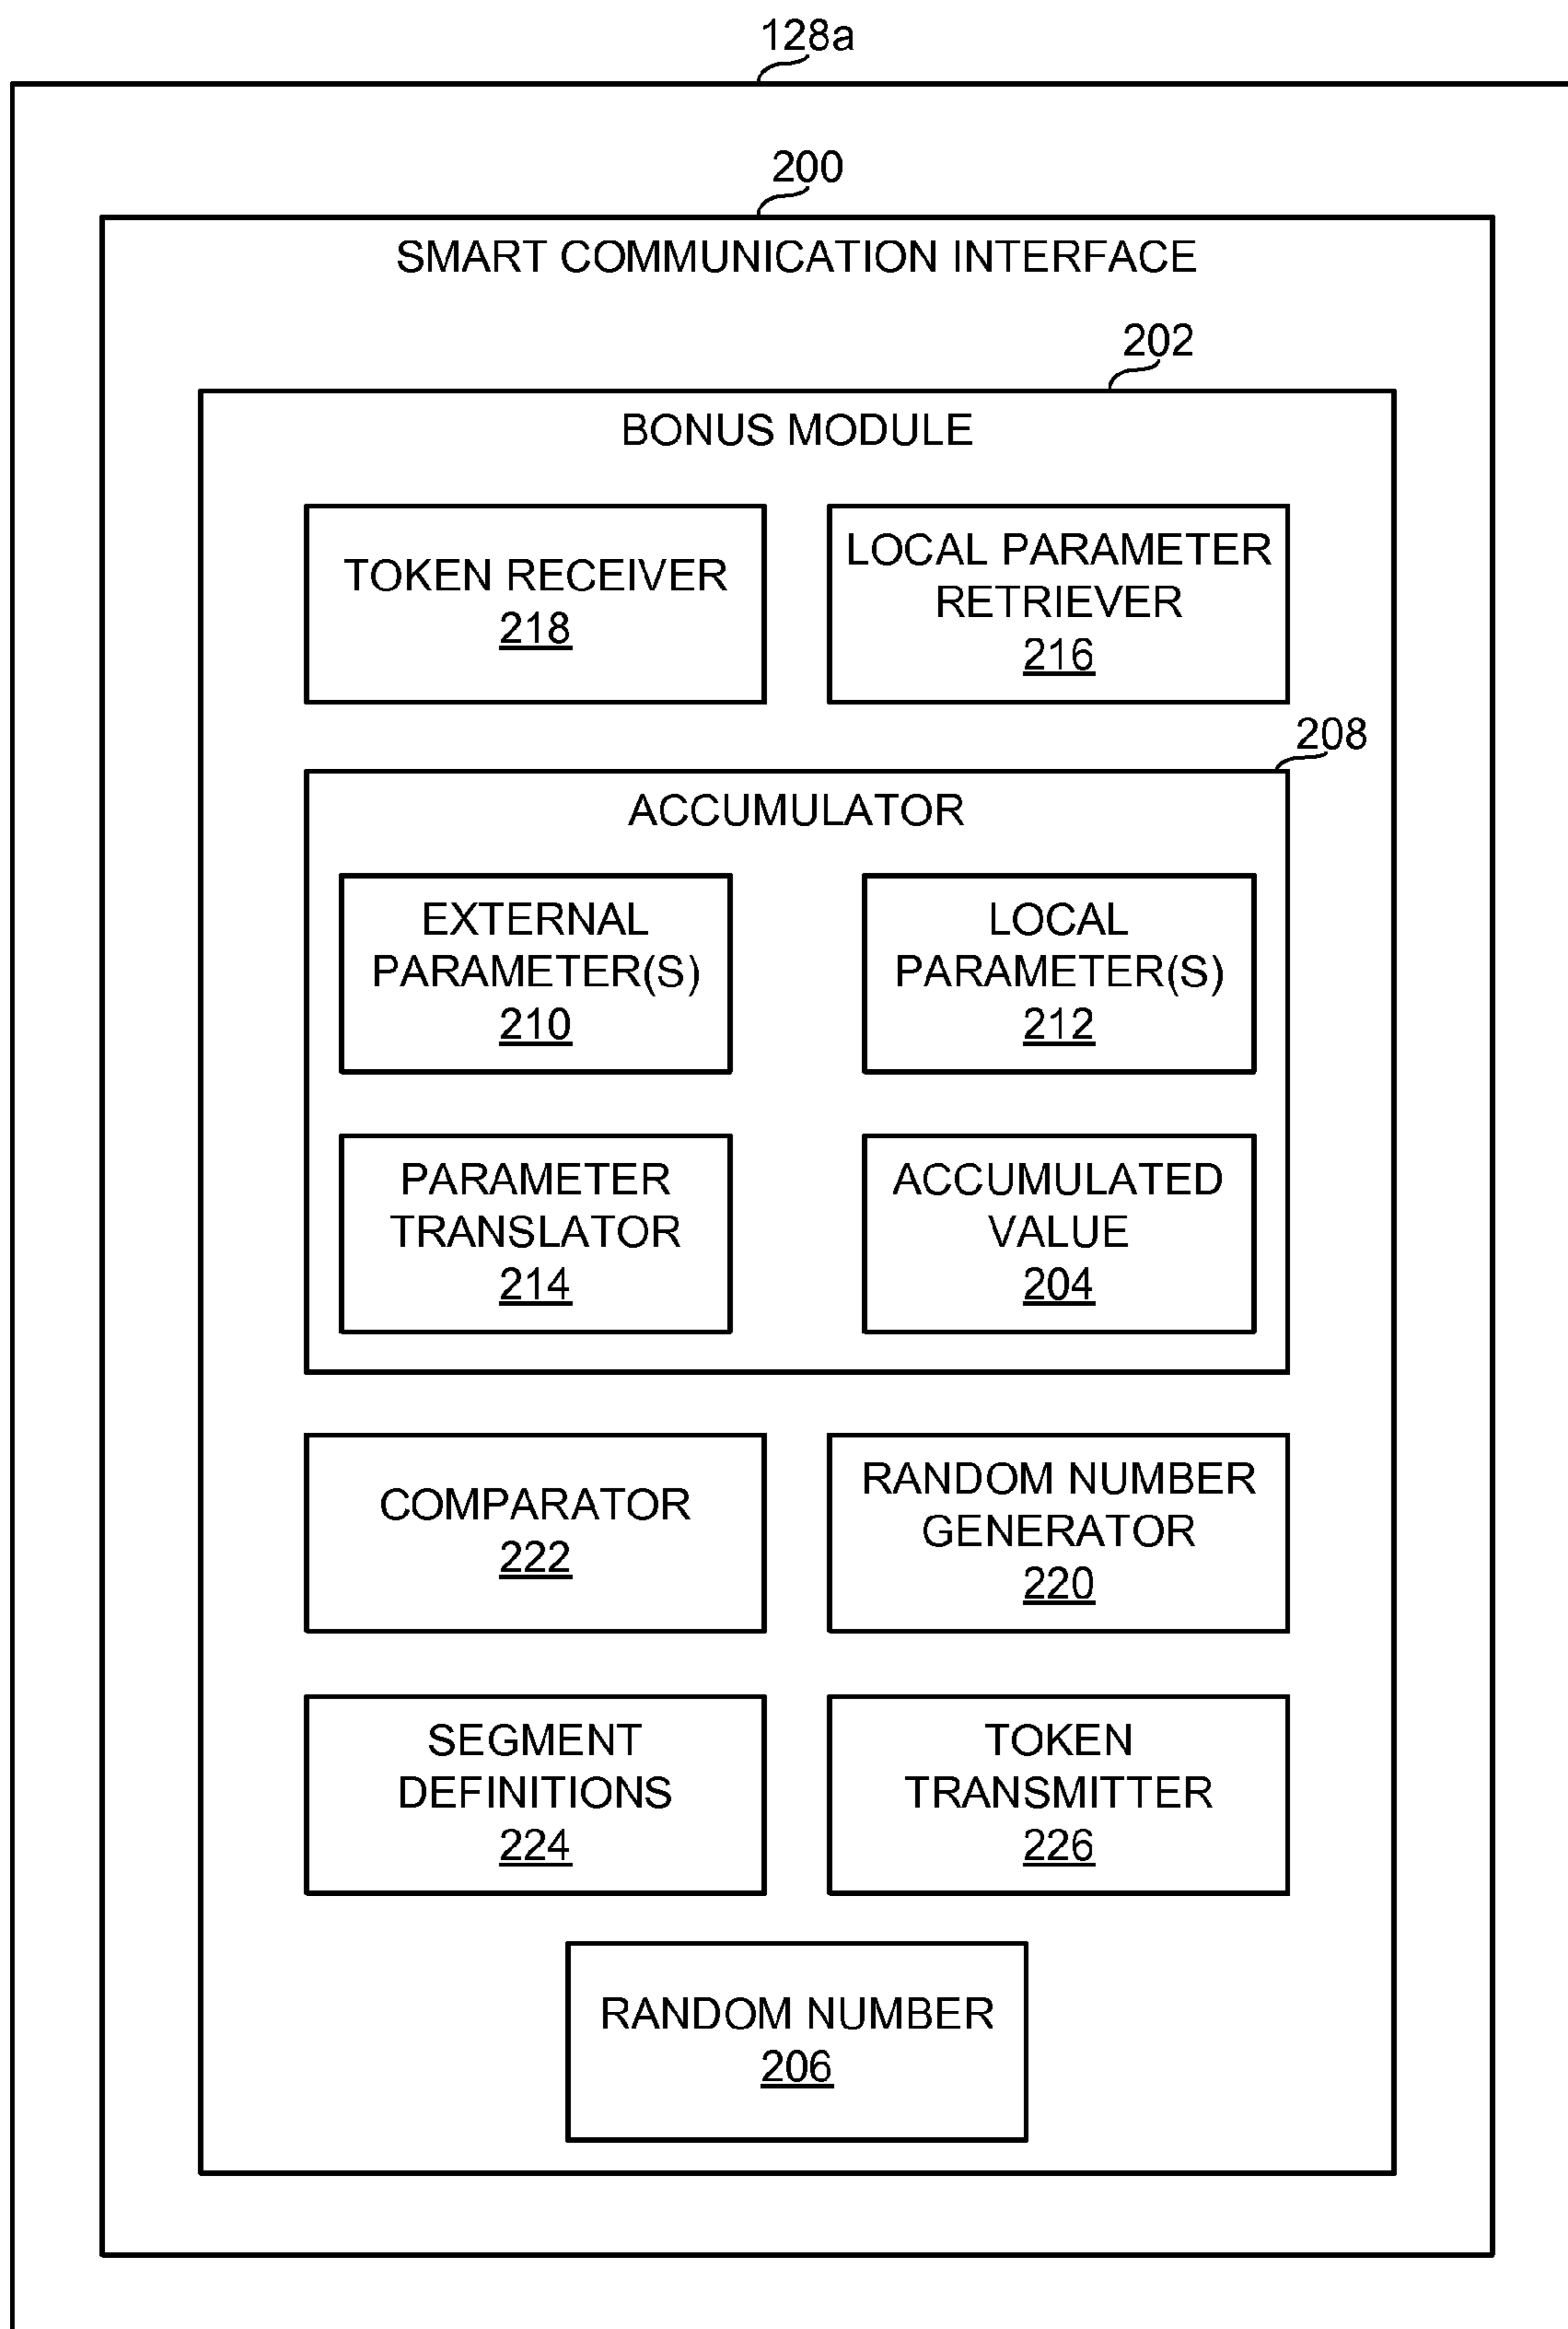 128a
200
SMART COMMUNICATION INTERFACE
202
BONUS MODULE
TOKEN RECEIVER
218
LOCAL PARAMETER
RETRIEVER
216
208
ACCUMULATOR
EXTERNAL
PARAMETER(S)
210
LOCAL
PARAMETER(S)
212
PARAMETER
TRANSLATOR
214
ACCUMULATED
VALUE
204
COMPARATOR
222
RANDOM NUMBER
GENERATOR
220
SEGMENT
DEFINITIONS
224
TOKEN
TRANSMITTER
226
RANDOM NUMBER
206